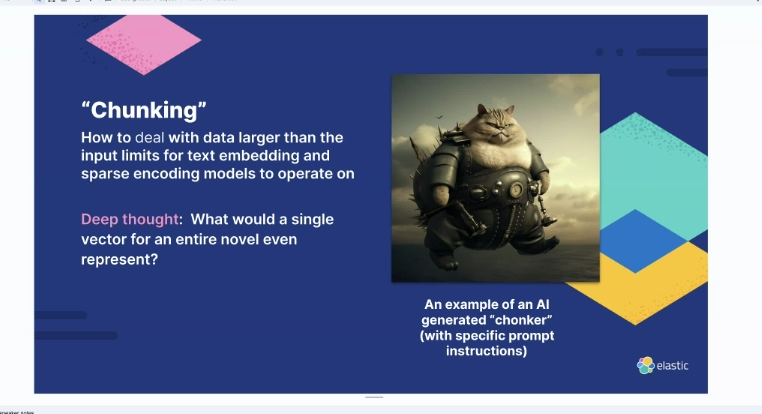 “Chunking”
How to deal with data larger than the
input limits for text embedding and
sparse encoding models to operate on
Deep thought: What would a single
vector for an entire novel even
represent?
An example of an AI
generated “chonker”
(with specific prompt
instructions)
elastic
speaker notes